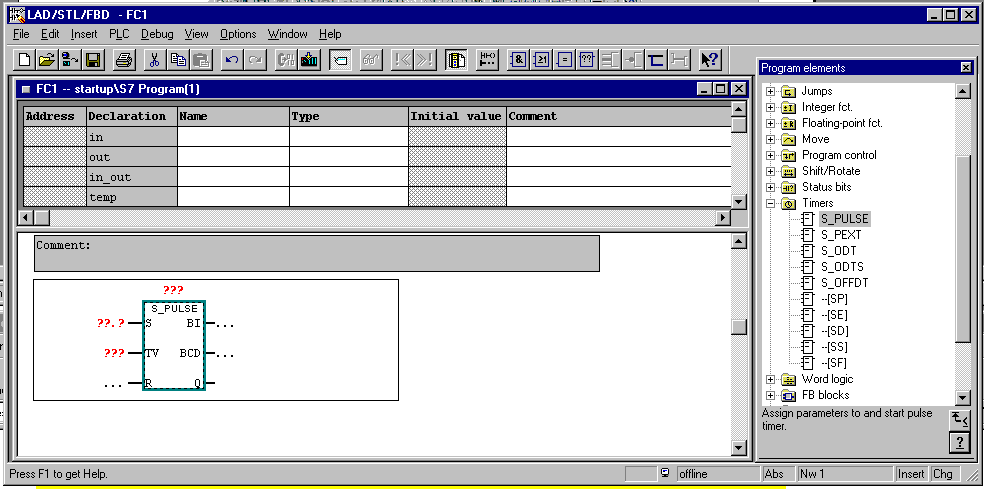 LAD/STL/FBD - FC1
File Edit Insert PLC Debug View Options Window Help
FC1 -- startup\S7 Program(1)
Address Declaration Name Type Initial value Comment
in
out
in_out
temp
Comment:
???
S_PULSE
??.? S BI ...
??? TV BCD ...
... R Q
Program elements
Jumps
Integer fct.
Floating-point fct.
Move
Program control
Shift/Rotate
Status bits
Timers
S_PULSE
S_PEXT
S_ODT
S_ODTS
S_OFFDT
--[SP]
--[SE]
--[SD]
--[SS]
--[SF]
Word logic
FB blocks
Assign parameters to and start pulse
timer.
Press F1 to get Help. offline Abs Nw 1 Insert Chg